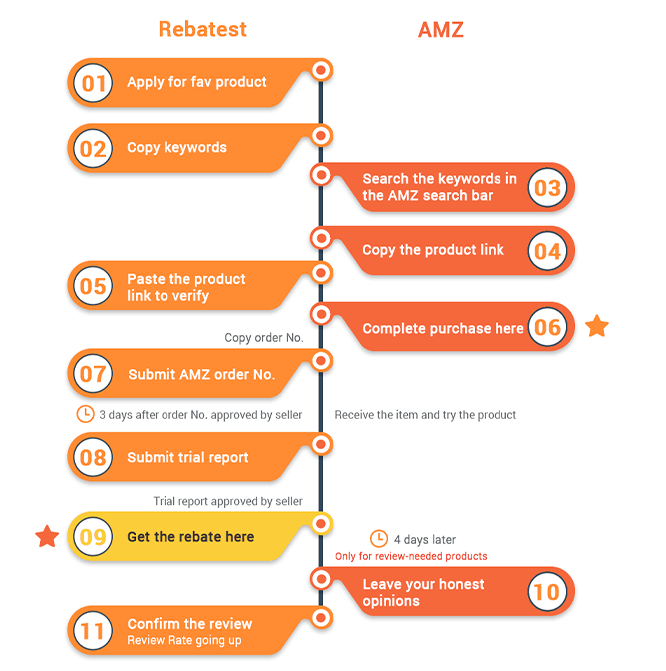 Rebatest
AMZ
01
Apply for fav product
02
Copy keywords
Search the keywords in
the AMZ search bar
03
Copy the product link
04
05
Paste the product
link to verify
Complete purchase here
06
Copy order No.
07
Submit AMZ order No.
3 days after order No. approved by seller
Receive the item and try the product
08
Submit trial report
Trial report approved by seller
09
Get the rebate here
4 days later
Only for review-needed products
Leave your honest
opinions
10
11
Confirm the review
Review Rate going up